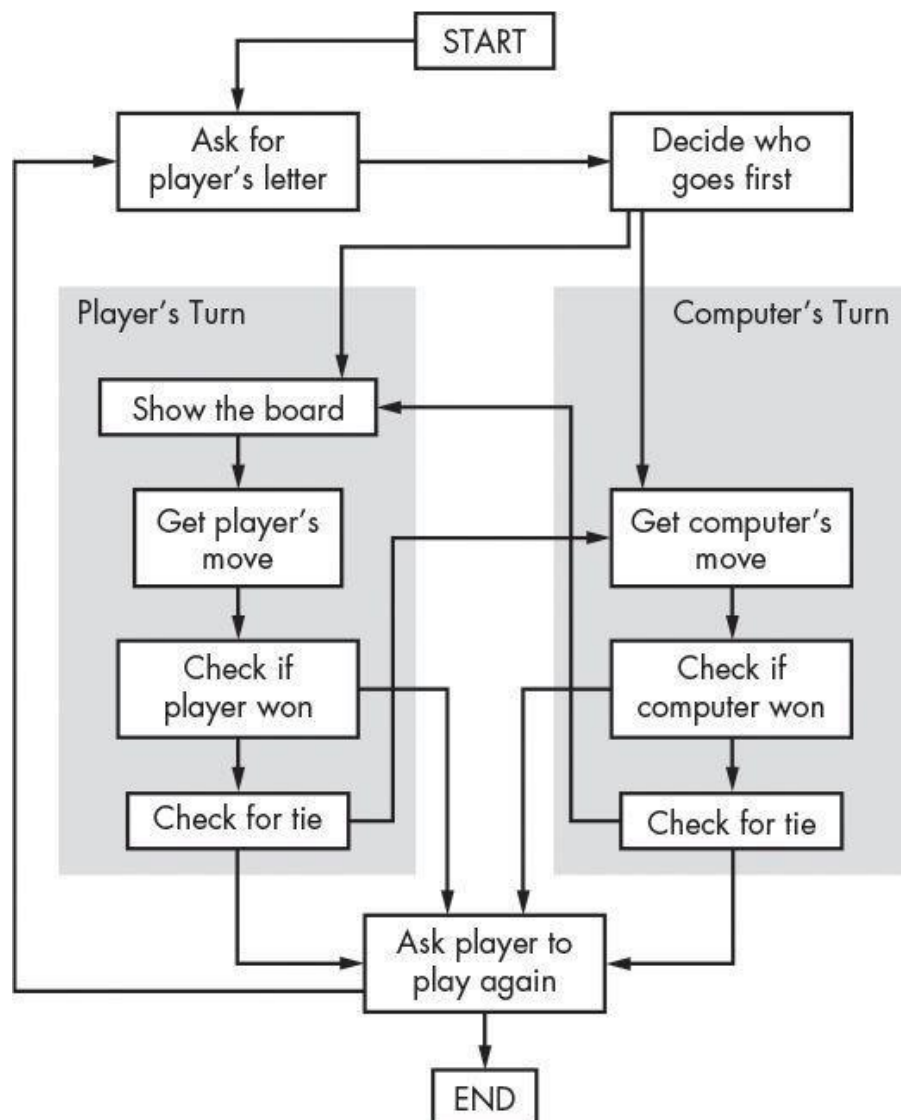 START
Ask for
player's letter
Decide who
goes first
Player's Turn
Computer's Turn
Show the board
Get player's
move
Get computer's
move
Check if
player won
Check if
computer won
Check for tie
Check for tie
Ask player to
play again
END